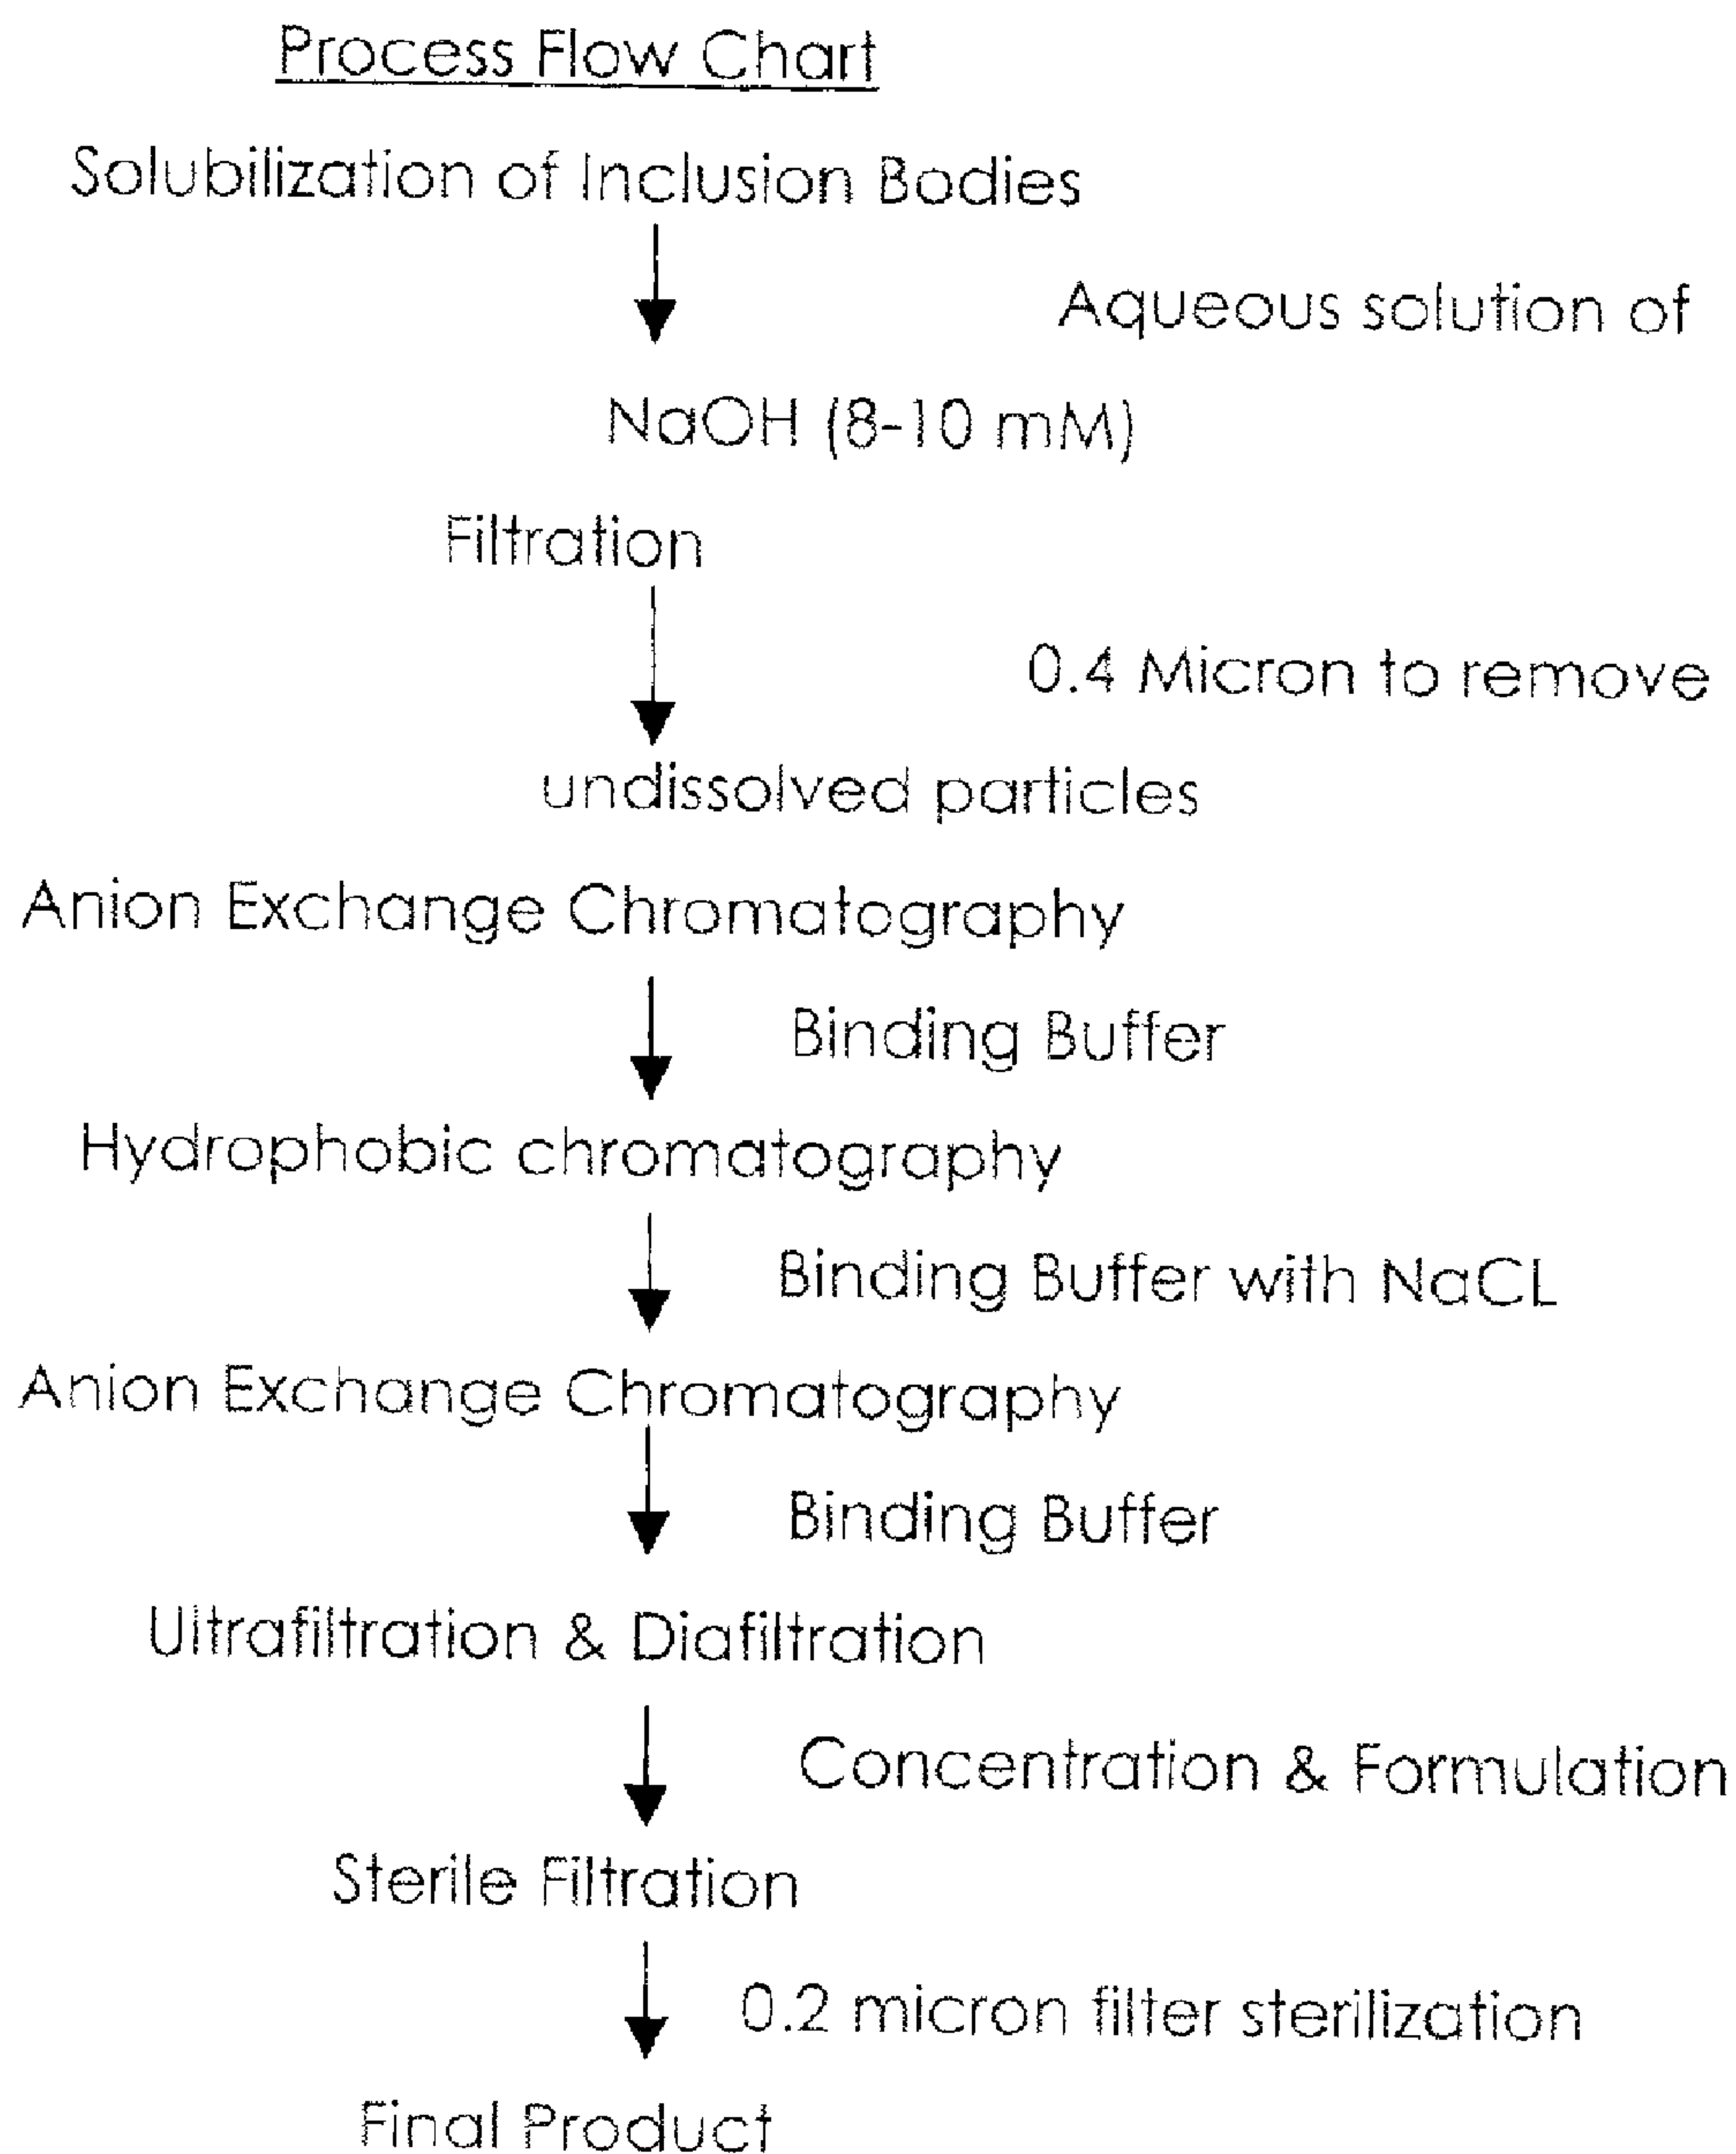 Process Flow Chart
Solubilization of Inclusion Bodies
Aqueous solution of
NaOH (8-10 mM)
Filtration
0.4 Micron to remove
undissolved particles
Anion Exchange Chromatography
Binding Buffer
Hydrophobic chromatography
Binding Buffer with NaCL
Anion Exchange Chromatography
Binding Buffer
Ultrafiltration & Diafiltration
Concentration & Formulation
Sterile Filtration
0.2 micron filter sterilization
Final Product